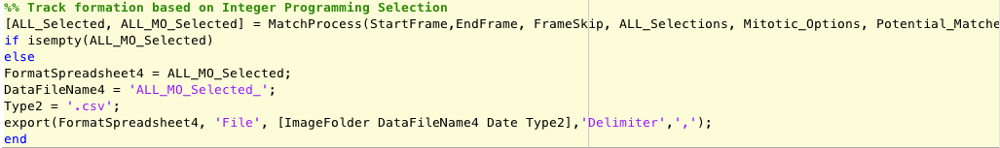 %% Track formation based on Integer Programming Selection
[ALL_Selected, ALL_MO_Selected] = MatchProcess(StartFrame,EndFrame, FrameSkip, ALL_Selections, Mitotic_Options, Potential_Matche
if isempty(ALL_MO_Selected)
else
FormatSpreadsheet4 = ALL_MO_Selected;
DataFileName4 = 'ALL_MO_Selected_';
Type2 = '.csv';
export(FormatSpreadsheet4, 'File', [ImageFolder DataFileName4 Date Type2],'Delimiter',',');
end